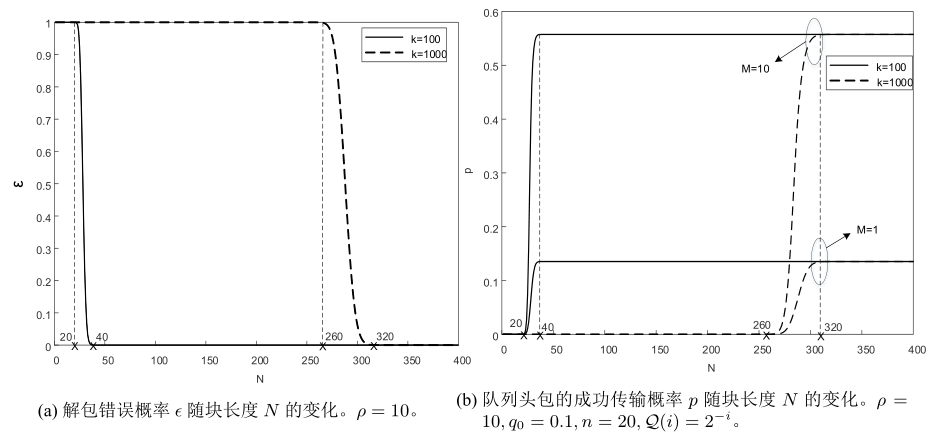 1
0.9
0.8
0.7
0.6
0.5
0.4
0.3
0.2
0.1
0
ε
k=100
k=1000
20
40
260
320
0 50 100 150 200 250 300 350 400
N
(a) 解包错误概率 ϵ 随块长度 N 的变化。ρ = 10。
0.6
0.5
0.4
0.3
0.2
0.1
0
p
M=10
k=100
k=1000
M=1
20
40
260
320
0 50 100 150 200 250 300 350 400
N
(b) 队列头包的成功传输概率 p 随块长度 N 的变化。ρ =
10, q₀ = 0.1, n = 20, 𝒬(i) = 2⁻ⁱ。